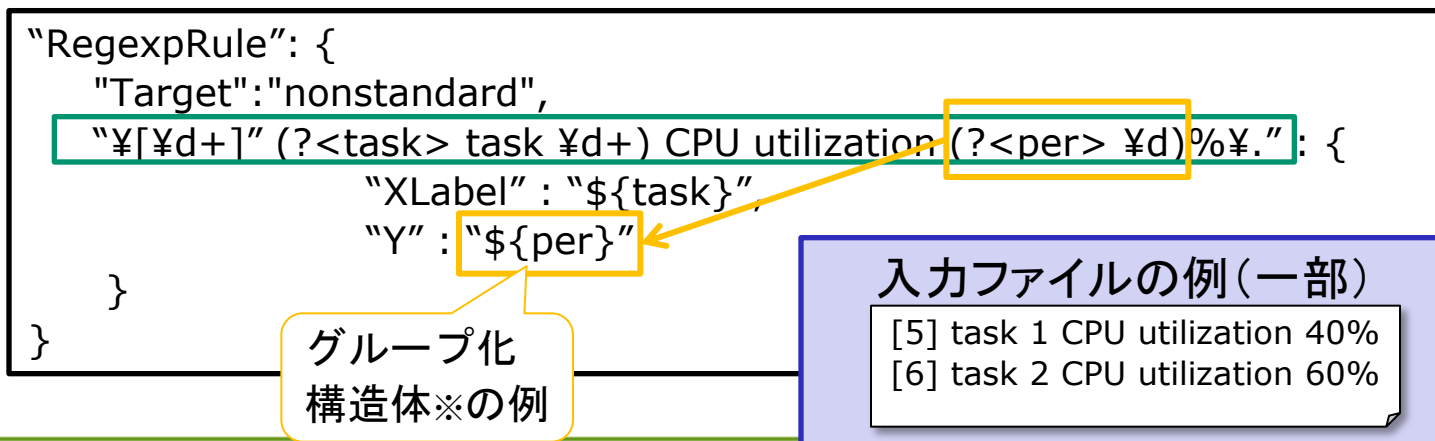 “RegexpRule”: {
"Target":"nonstandard",
“¥[¥d+]” (?<task> task ¥d+) CPU utilization (?<per> ¥d)%¥.” : {
“XLabel” : “${task}”,
“Y” : “${per}”
}
}
グループ化
構造体※の例
入力ファイルの例(一部)
[5] task 1 CPU utilization 40%
[6] task 2 CPU utilization 60%